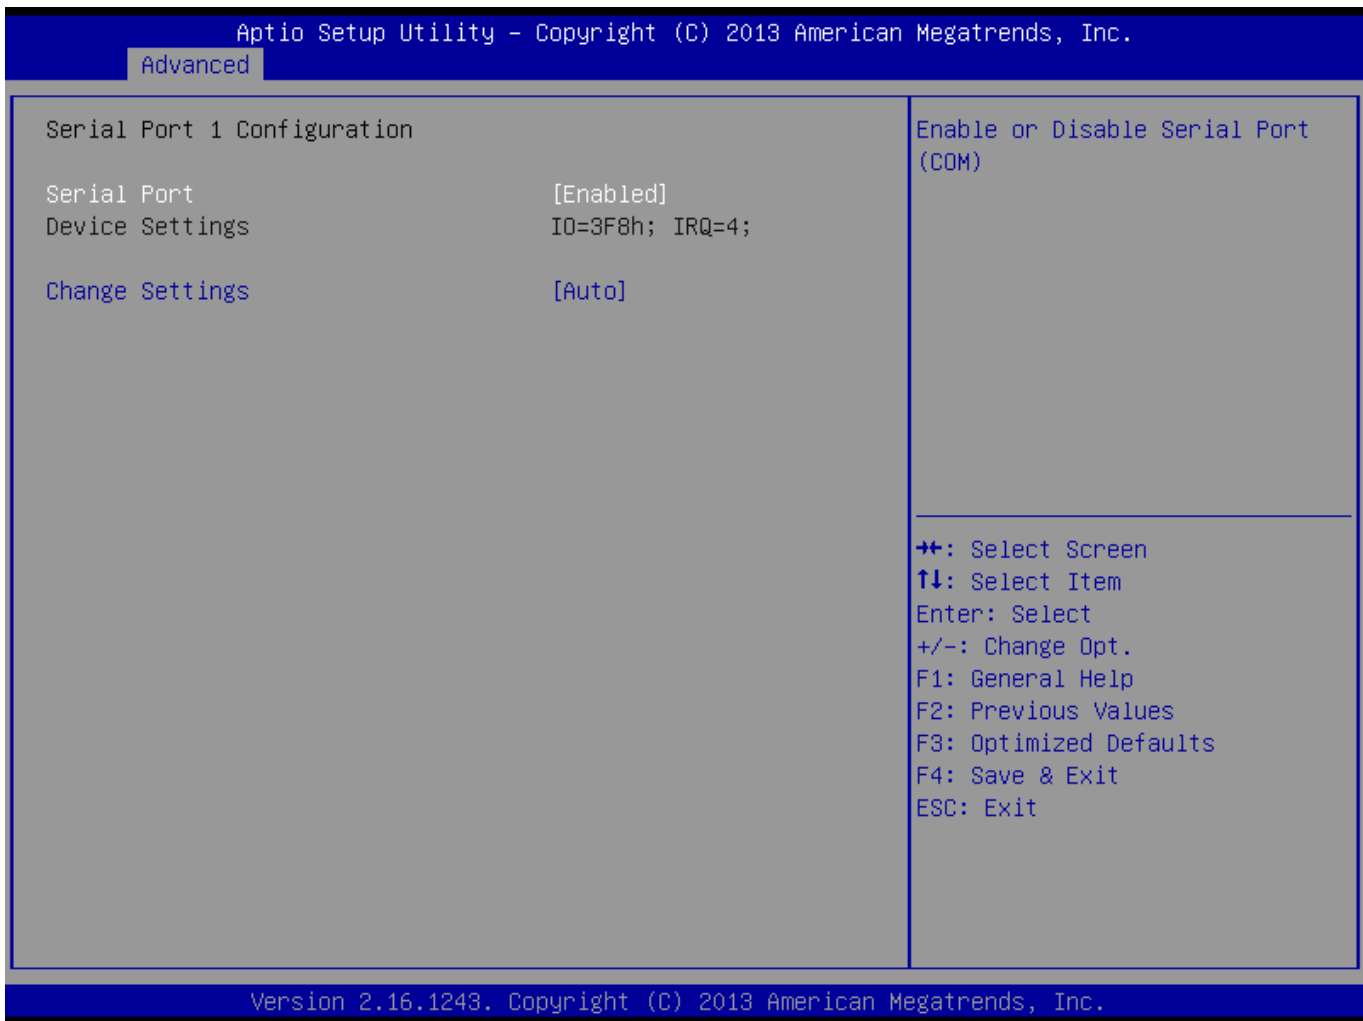 Aptio Setup Utility – Copyright (C) 2013 American Megatrends, Inc.
Advanced
Serial Port 1 Configuration
Serial Port [Enabled]
Device Settings IO=3F8h; IRQ=4;
Change Settings [Auto]
Enable or Disable Serial Port
(COM)
→←: Select Screen
↑↓: Select Item
Enter: Select
+/-: Change Opt.
F1: General Help
F2: Previous Values
F3: Optimized Defaults
F4: Save & Exit
ESC: Exit
Version 2.16.1243. Copyright (C) 2013 American Megatrends, Inc.